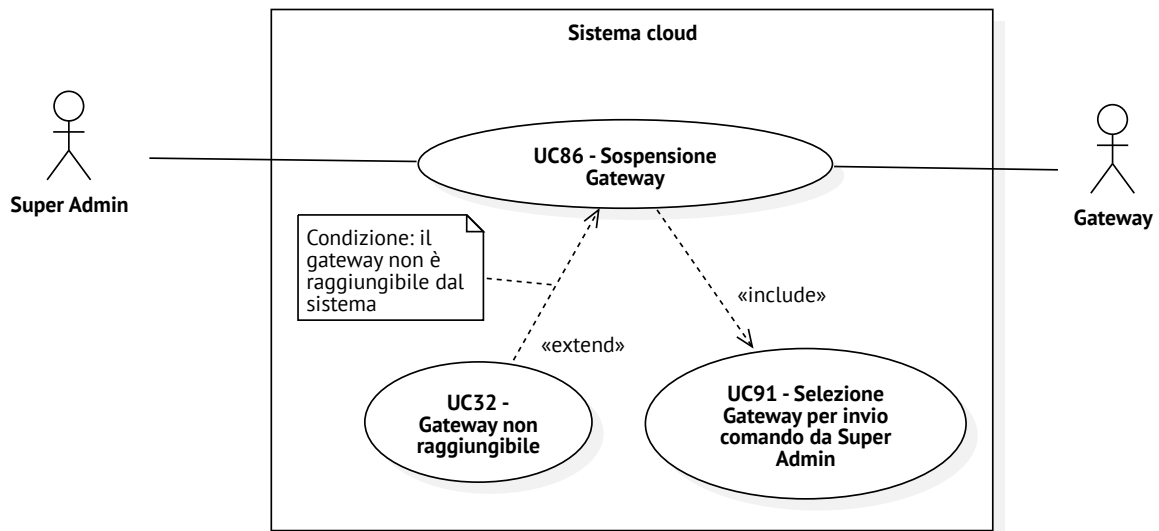 Sistema cloud
UC86 - Sospensione
Gateway
Super Admin
Gateway
Condizione: il
gateway non è
raggiungibile dal
sistema
«include»
«extend»
UC32 -
Gateway non
raggiungibile
UC91 - Selezione
Gateway per invio
comando da Super
Admin